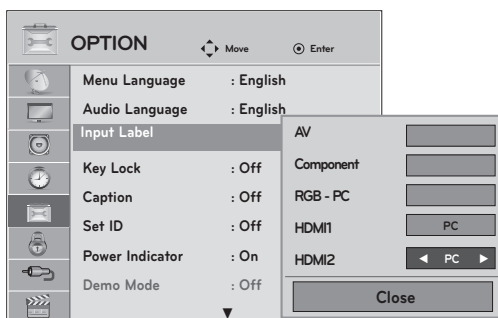 OPTION
Move
Enter
Menu Language : English
Audio Language : English
Input Label
Key Lock : Off
Caption : Off
Set ID : Off
Power Indicator : On
Demo Mode : Off
▼
AV
Component
RGB - PC
HDMI1 PC
HDMI2 ◄ PC ►
Close